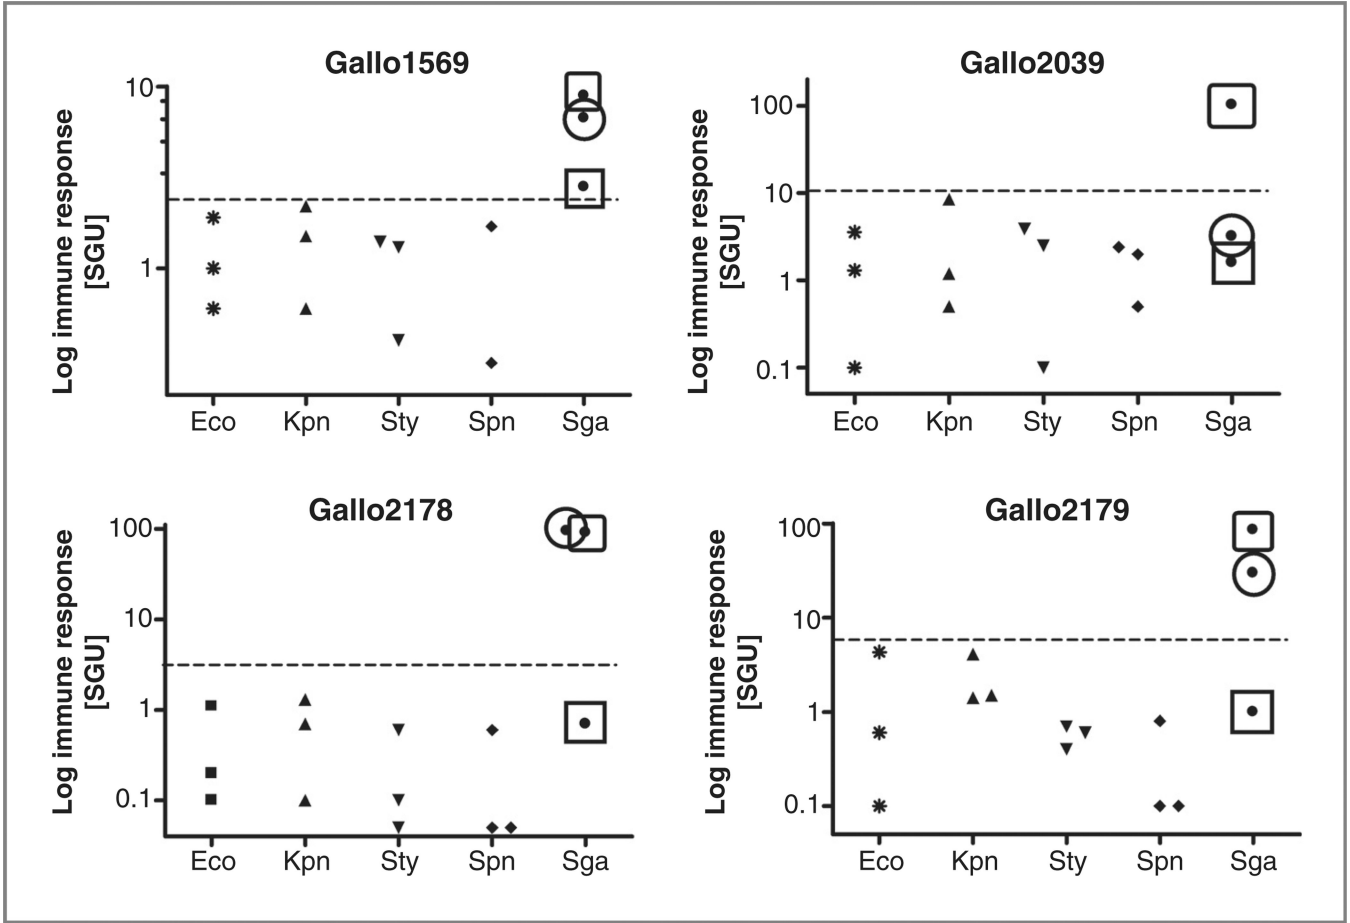 Gallo1569
Log immune response
[SGU]
10
1
Eco Kpn Sty Spn Sga
Gallo2039
Log immune response
[SGU]
100
10
1
0.1
Eco Kpn Sty Spn Sga
Gallo2178
Log immune response
[SGU]
100
10
1
0.1
Eco Kpn Sty Spn Sga
Gallo2179
Log immune response
[SGU]
100
10
1
0.1
Eco Kpn Sty Spn Sga